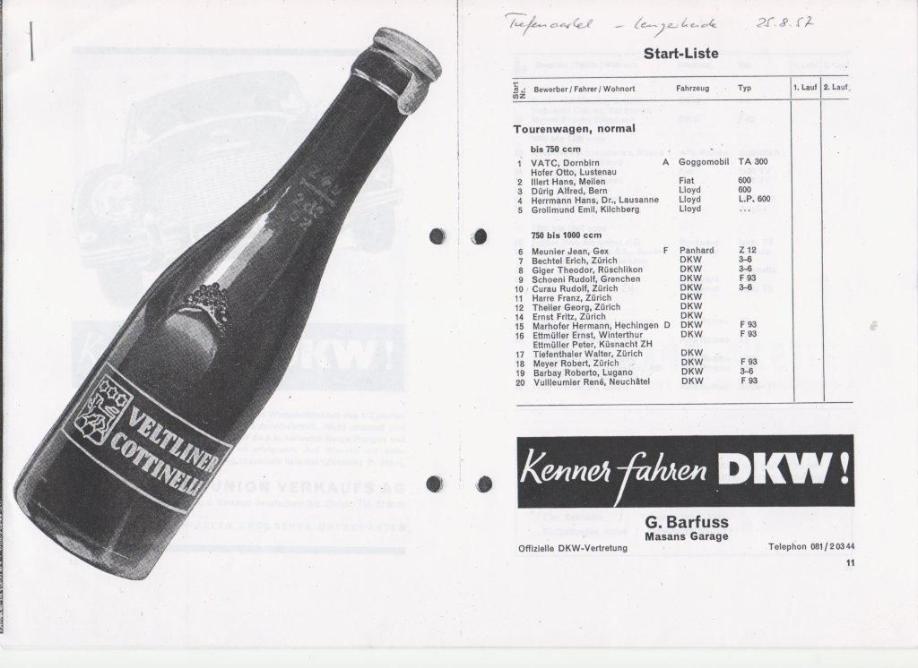 Tiefencastel - Lenzerheide 25.8.57
Start-Liste
Start Nr. Bewerber / Fahrer / Wohnort Fahrzeug Typ 1. Lauf 2. Lauf
Tourenwagen, normal
bis 750 ccm
1 VATC, Dornbirn A Goggomobil TA 300
Hofer Otto, Lustenau
2 Illert Hans, Meilen Fiat 600
3 Dürig Alfred, Bern Lloyd 600
4 Herrmann Hans, Dr., Lausanne Lloyd L.P. 600
5 Grolimund Emil, Kilchberg Lloyd ...
750 bis 1000 ccm
6 Meunier Jean, Gex F Panhard Z 12
7 Bechtel Erich, Zürich DKW 3-6
8 Giger Theodor, Rüschlikon DKW 3-6
9 Schoeni Rudolf, Grenchen DKW F 93
10 Curau Rudolf, Zürich DKW 3-6
11 Harre Franz, Zürich DKW
12 Theiler Georg, Zürich DKW
14 Ernst Fritz, Zürich DKW
15 Marhofer Hermann, Hechingen D DKW F 93
16 Ettmüller Ernst, Winterthur DKW F 93
Ettmüller Peter, Küsnacht ZH
17 Tiefenthaler Walter, Zürich DKW
18 Meyer Robert, Zürich DKW F 93
19 Barbay Roberto, Lugano DKW 3-6
20 Vuilleumier René, Neuchâtel DKW F 93
VELTLINER
COTTINELLI
UNION VERKAUFS AG
Kenner fahren DKW!
G. Barfuss
Masans Garage
Offizielle DKW-Vertretung Telephon 081 / 2 03 44
11